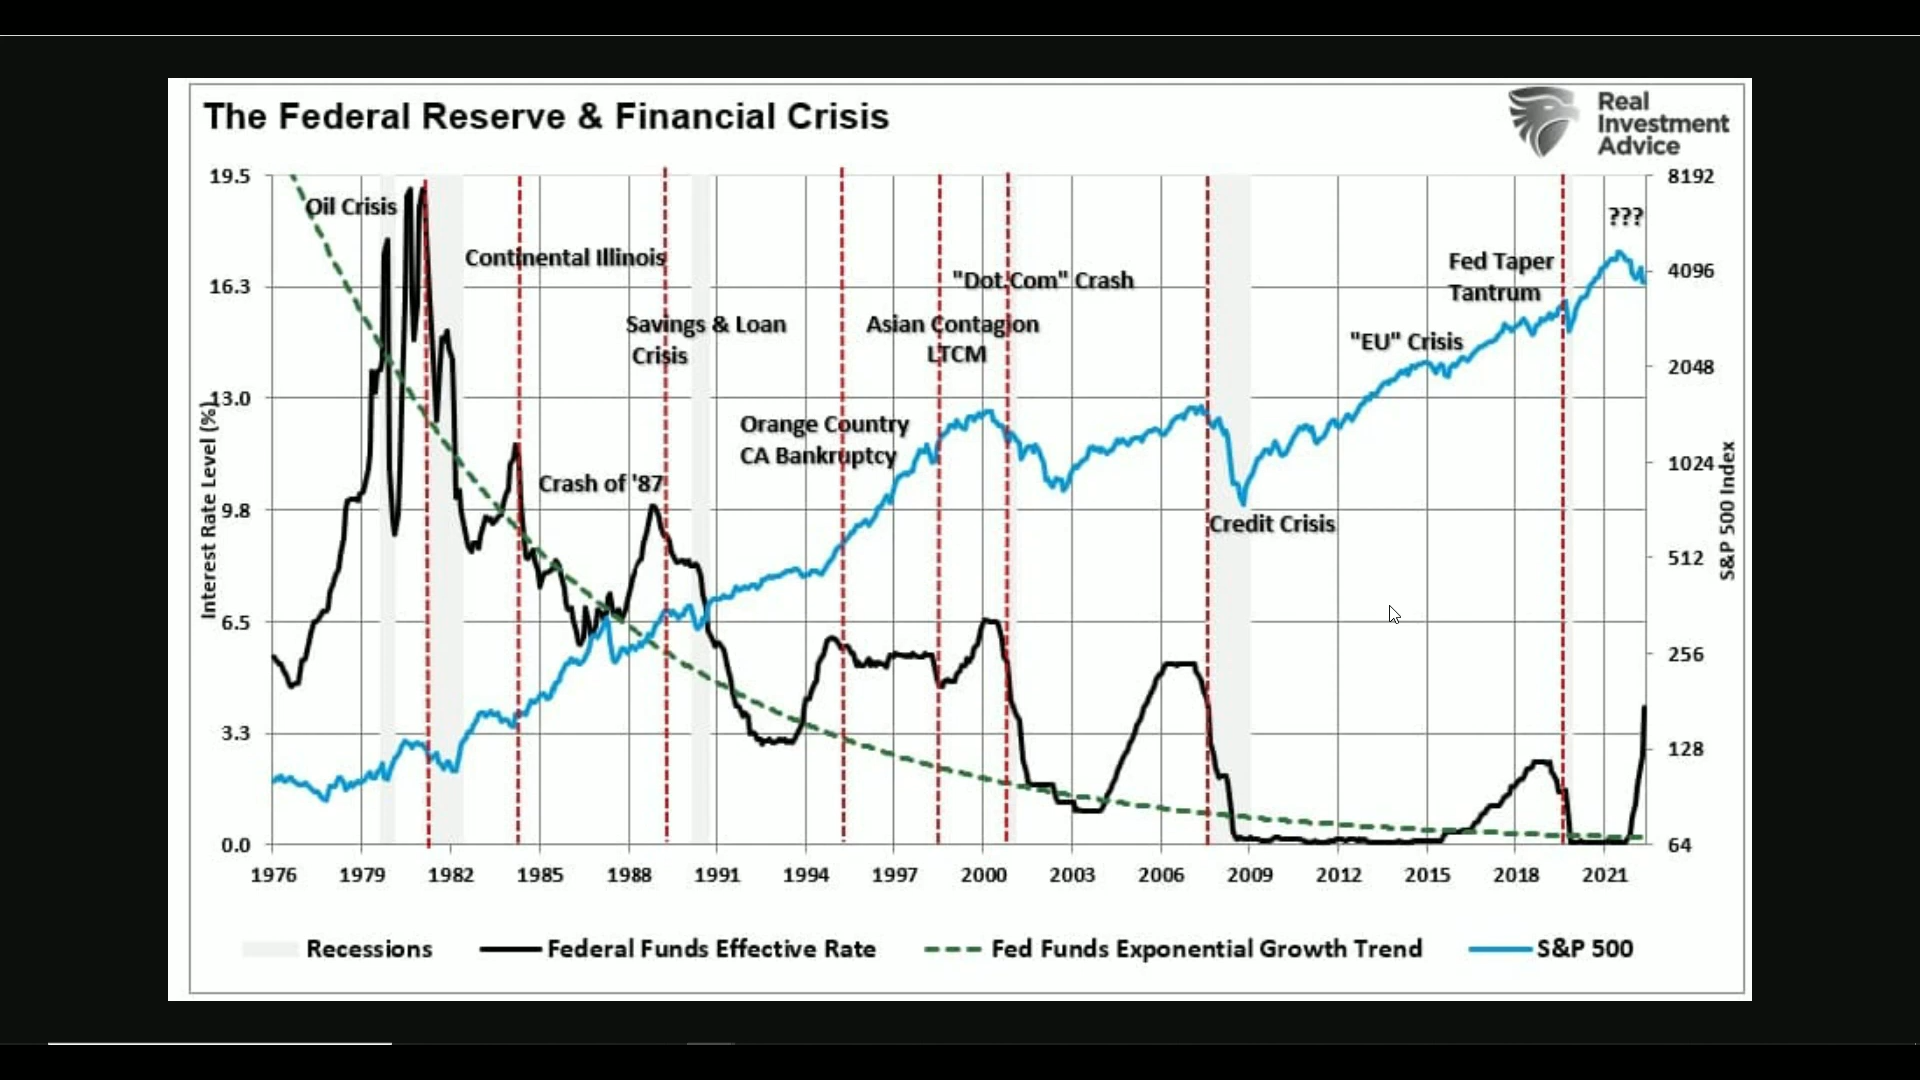 The Federal Reserve & Financial Crisis
Real
Investment
Advice
19.5
16.3
13.0
9.8
6.5
3.3
0.0
Interest Rate Level (%)
8192
4096
2048
1024
512
256
128
64
S&P 500 Index
Oil Crisis
Continental Illinois
Savings & Loan
Crisis
Crash of '87
Orange Country
CA Bankruptcy
Asian Contagion
LTCM
"Dot.Com" Crash
Credit Crisis
"EU" Crisis
Fed Taper
Tantrum
???
1976 1979 1982 1985 1988 1991 1994 1997 2000 2003 2006 2009 2012 2015 2018 2021
Recessions Federal Funds Effective Rate Fed Funds Exponential Growth Trend S&P 500